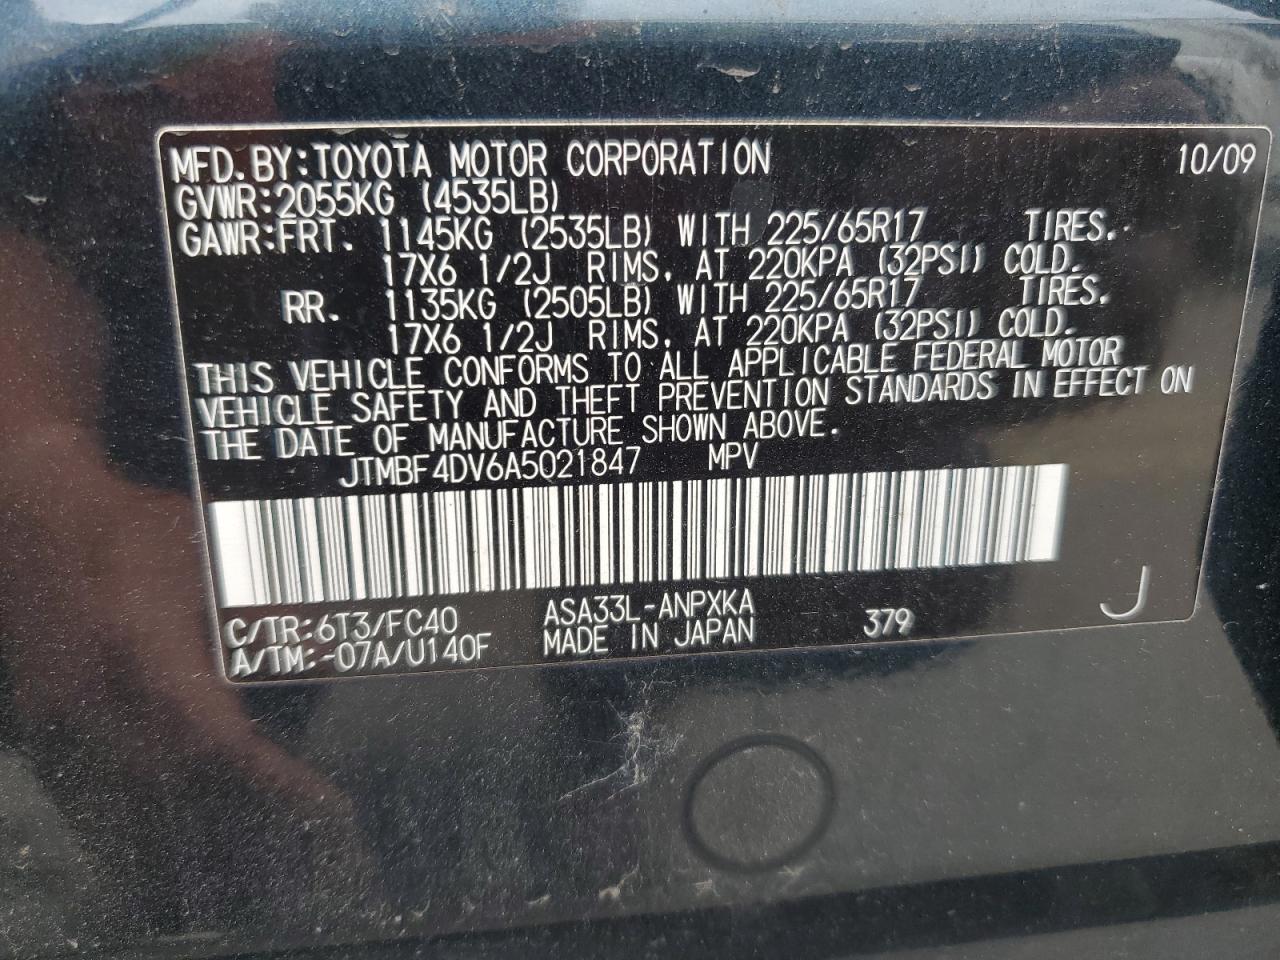 MFD.BY:TOYOTA MOTOR CORPORATION 10/09
GVWR:2055KG (4535LB)
GAWR:FRT. 1145KG (2535LB) WITH 225/65R17 TIRES.
17X6 1/2J RIMS, AT 220KPA (32PSI) COLD.
RR. 1135KG (2505LB) WITH 225/65R17 TIRES.
17X6 1/2J RIMS, AT 220KPA (32PSI) COLD.
THIS VEHICLE CONFORMS TO ALL APPLICABLE FEDERAL MOTOR
VEHICLE SAFETY AND THEFT PREVENTION STANDARDS IN EFFECT ON
THE DATE OF MANUFACTURE SHOWN ABOVE.
JTMBF4DV6A5021847 MPV
C/TR:6T3/FC40 ASA33L-ANPXKA 379 J
A/TM:-07A/U140F MADE IN JAPAN